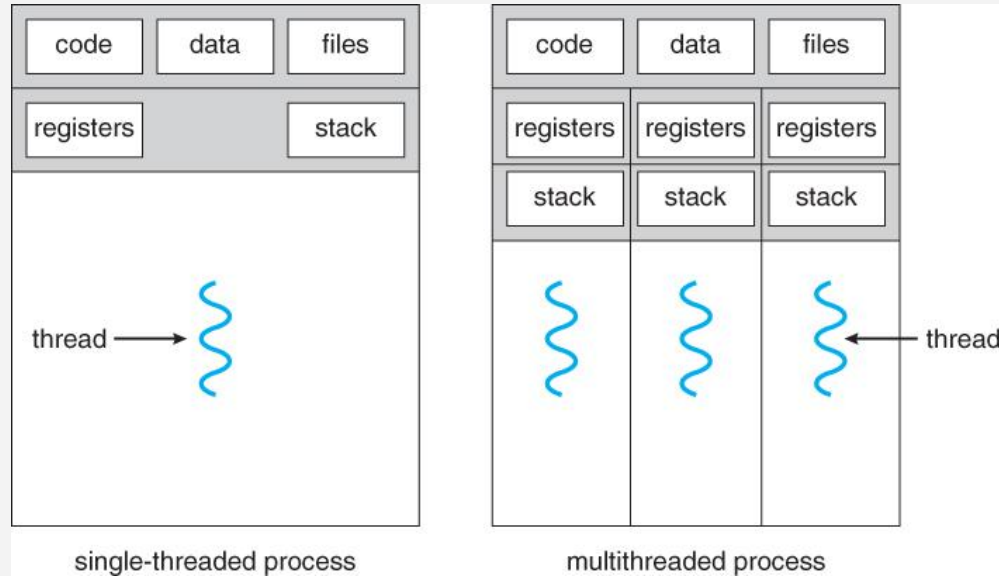 code data files code data files
registers stack registers registers registers
stack stack stack
thread thread
single-threaded process multithreaded process